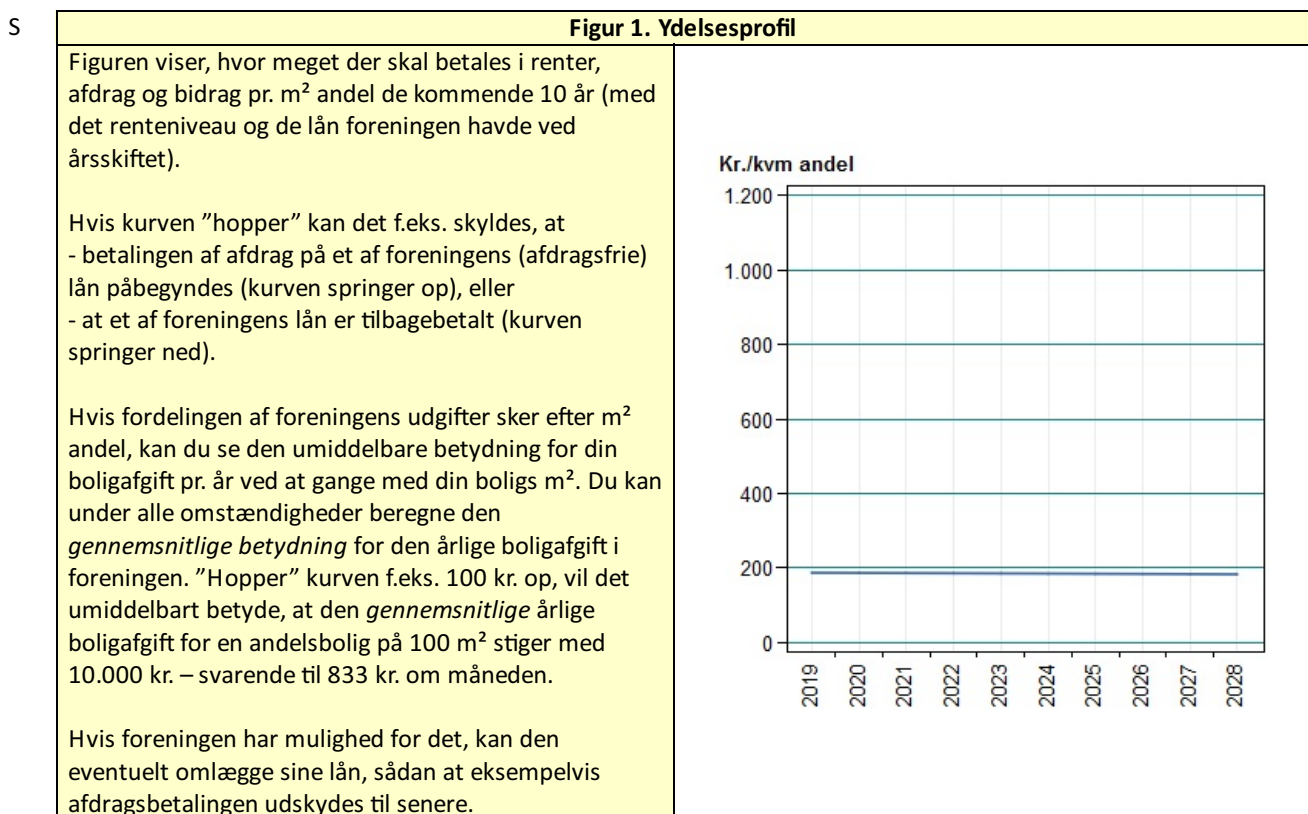 S
Figur 1. Ydelsesprofil
Figuren viser, hvor meget der skal betales i renter,
afdrag og bidrag pr. m² andel de kommende 10 år (med
det renteniveau og de lån foreningen havde ved
årsskiftet).
Hvis kurven ”hopper” kan det f.eks. skyldes, at
- betalingen af afdrag på et af foreningens (afdragsfrie)
lån påbegyndes (kurven springer op), eller
- at et af foreningens lån er tilbagebetalt (kurven
springer ned).
Hvis fordelingen af foreningens udgifter sker efter m²
andel, kan du se den umiddelbare betydning for din
boligafgift pr. år ved at gange med din boligs m². Du kan
under alle omstændigheder beregne den
gennemsnitlige betydning for den årlige boligafgift i
foreningen. ”Hopper” kurven f.eks. 100 kr. op, vil det
umiddelbart betyde, at den gennemsnitlige årlige
boligafgift for en andelsbolig på 100 m² stiger med
10.000 kr. – svarende til 833 kr. om måneden.
Hvis foreningen har mulighed for det, kan den
eventuelt omlægge sine lån, sådan at eksempelvis
afdragsbetalingen udskydes til senere.
Kr./kvm andel
1.200
1.000
800
600
400
200
0
2019
2020
2021
2022
2023
2024
2025
2026
2027
2028